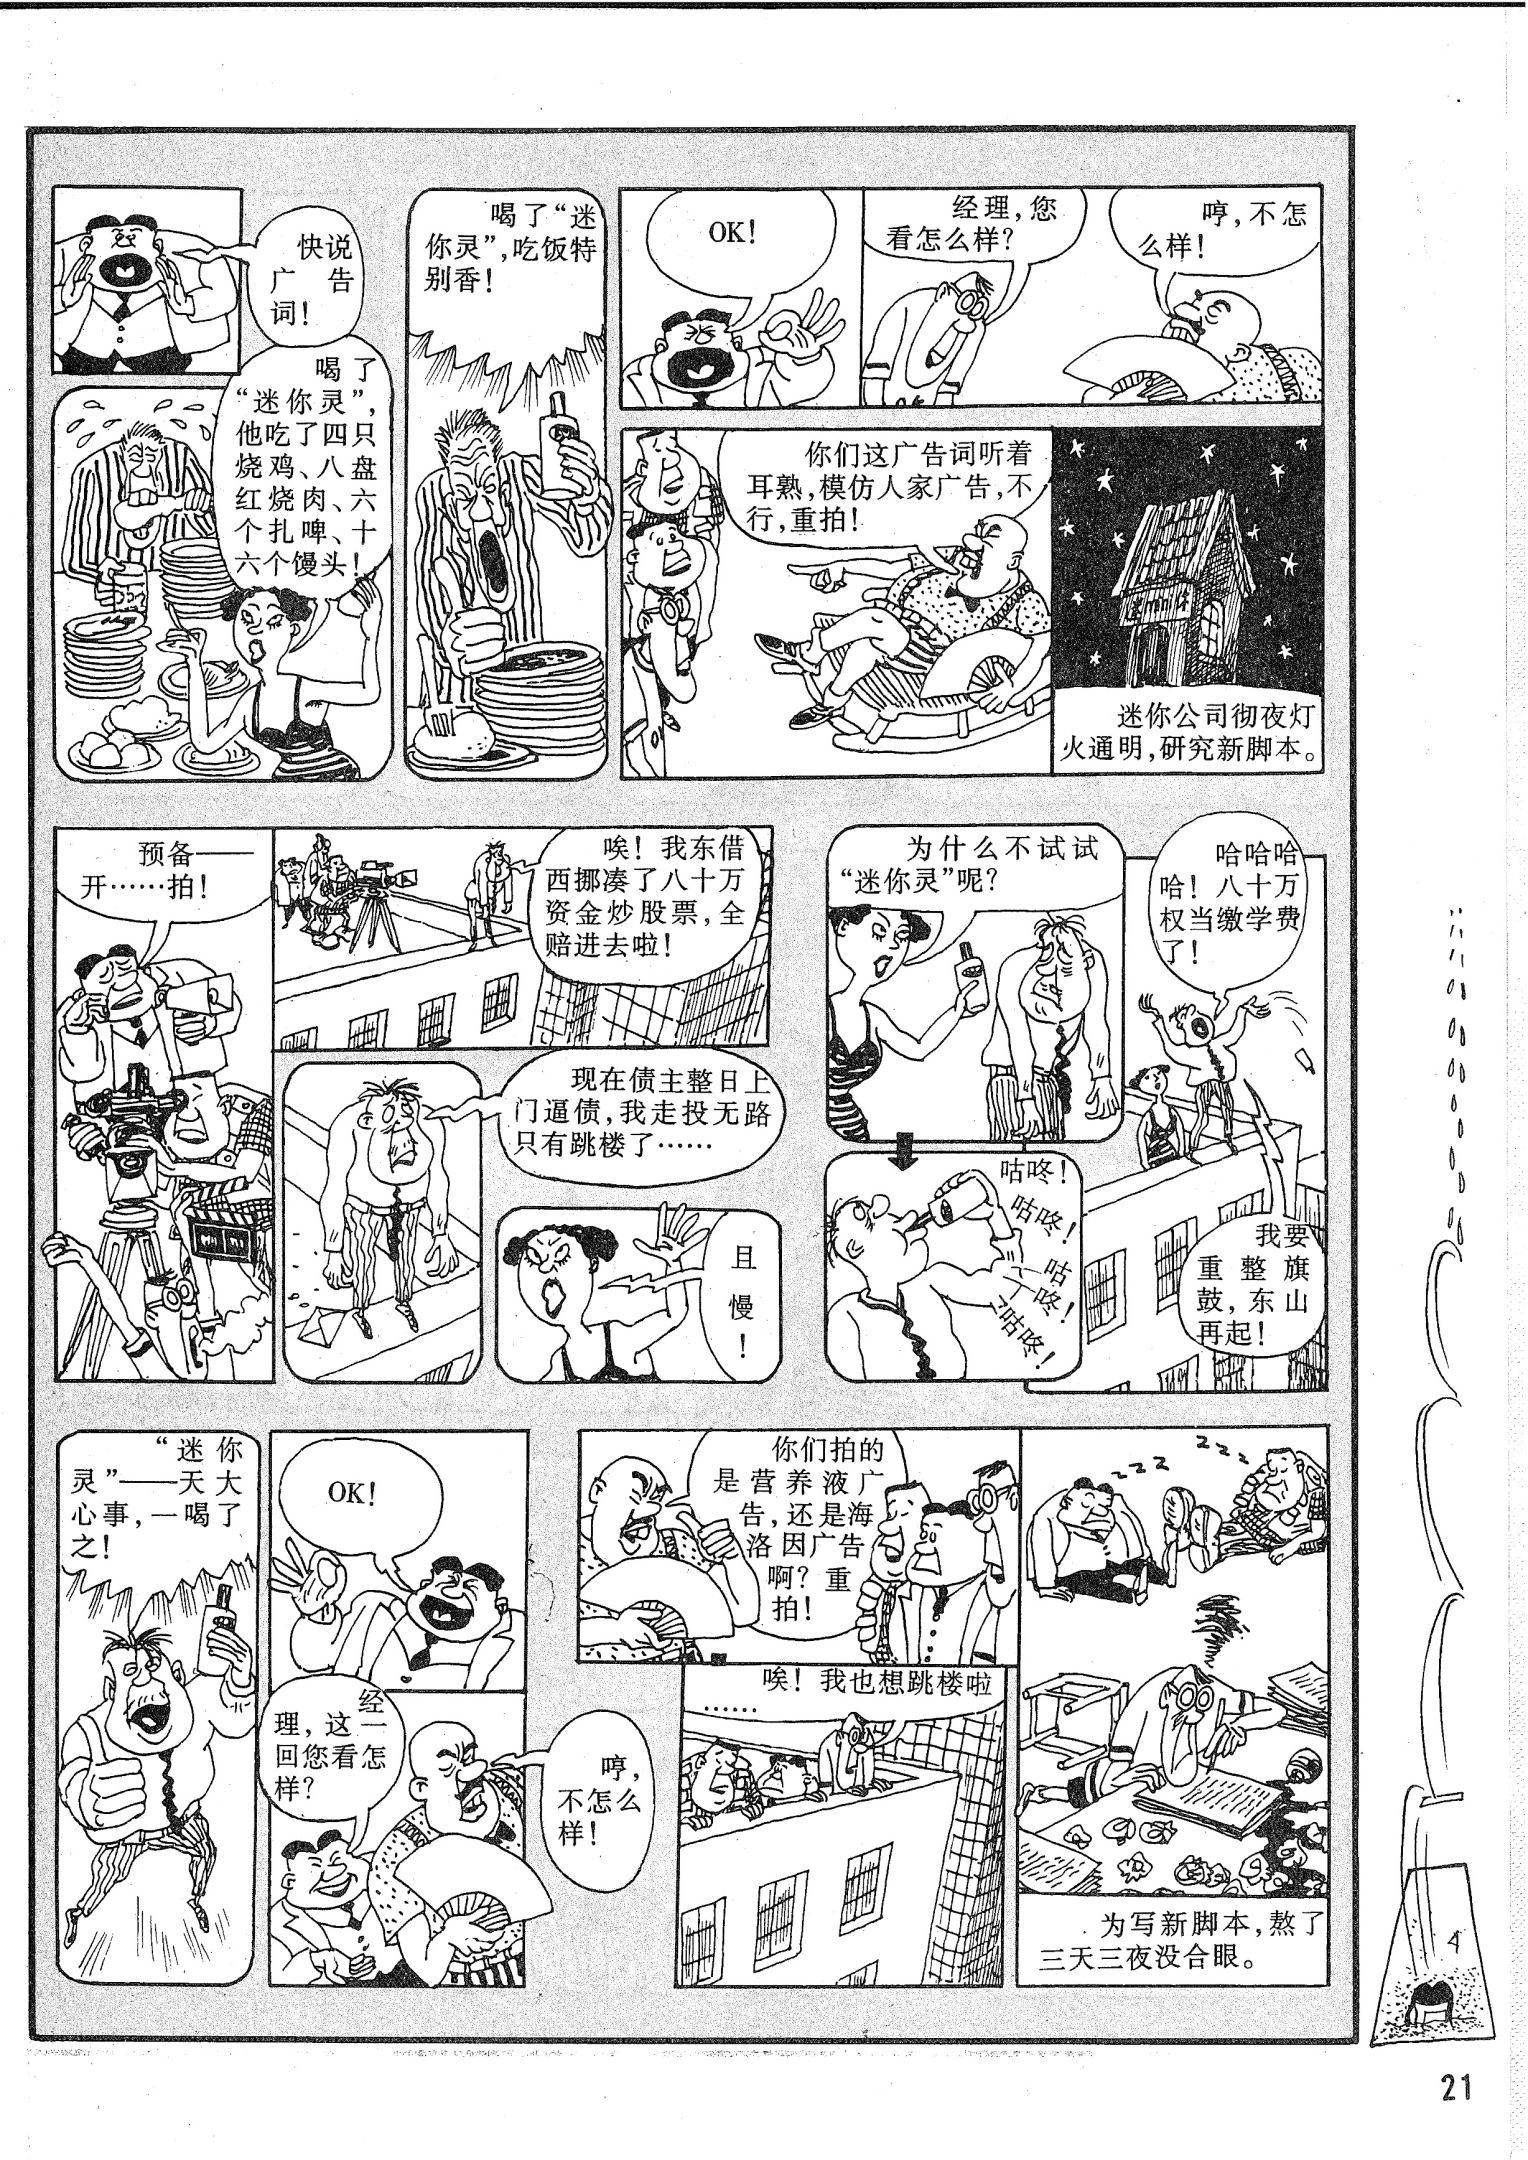 快说
广告
词！
喝了
“迷你灵”，
他吃了四只
烧鸡、八盘
红烧肉、六
个扎啤、十
六个馒头！
喝了“迷
你灵”，吃饭特
别香！
OK！
经理，您
看怎么样？
哼，不怎
么样！
你们这广告词听着
耳熟，模仿人家广告，不
行，重拍！
迷你公司彻夜灯
火通明，研究新脚本。
预备——
开……拍！
唉！我东借
西挪凑了八十万
资金炒股票，全
赔进去啦！
现在债主整日上
门逼债，我走投无路
只有跳楼了……
且
慢
！
为什么不试试
“迷你灵”呢？
咕咚！
咕咚！
咕
咚！
咕咚！
哈哈哈
哈！八十万
权当缴学费
了！
我要
重整旗
鼓，东山
再起！
“迷你
灵”——天大
心事，一喝了
之！
OK！
经
理，这一
回您看怎
样？
哼，
不怎么
样！
你们拍的
是营养液广
告，还是海
洛因广告
啊？重
拍！
唉！我也想跳楼啦
……
zzz
zzz
为写新脚本，熬了
三天三夜没合眼。
21